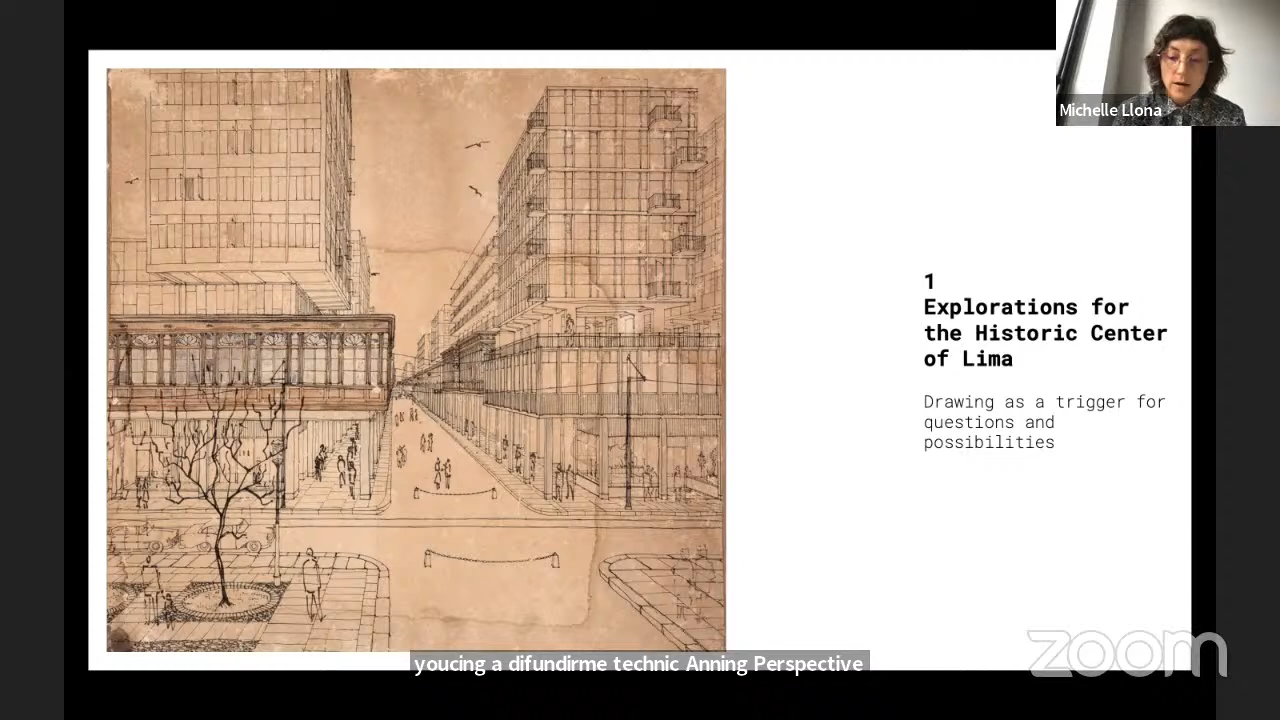 Michelle Llona
1
Explorations for
the Historic Center
of Lima
Drawing as a trigger for
questions and
possibilities
youcing a difundirme technic Anning Perspective
zoom